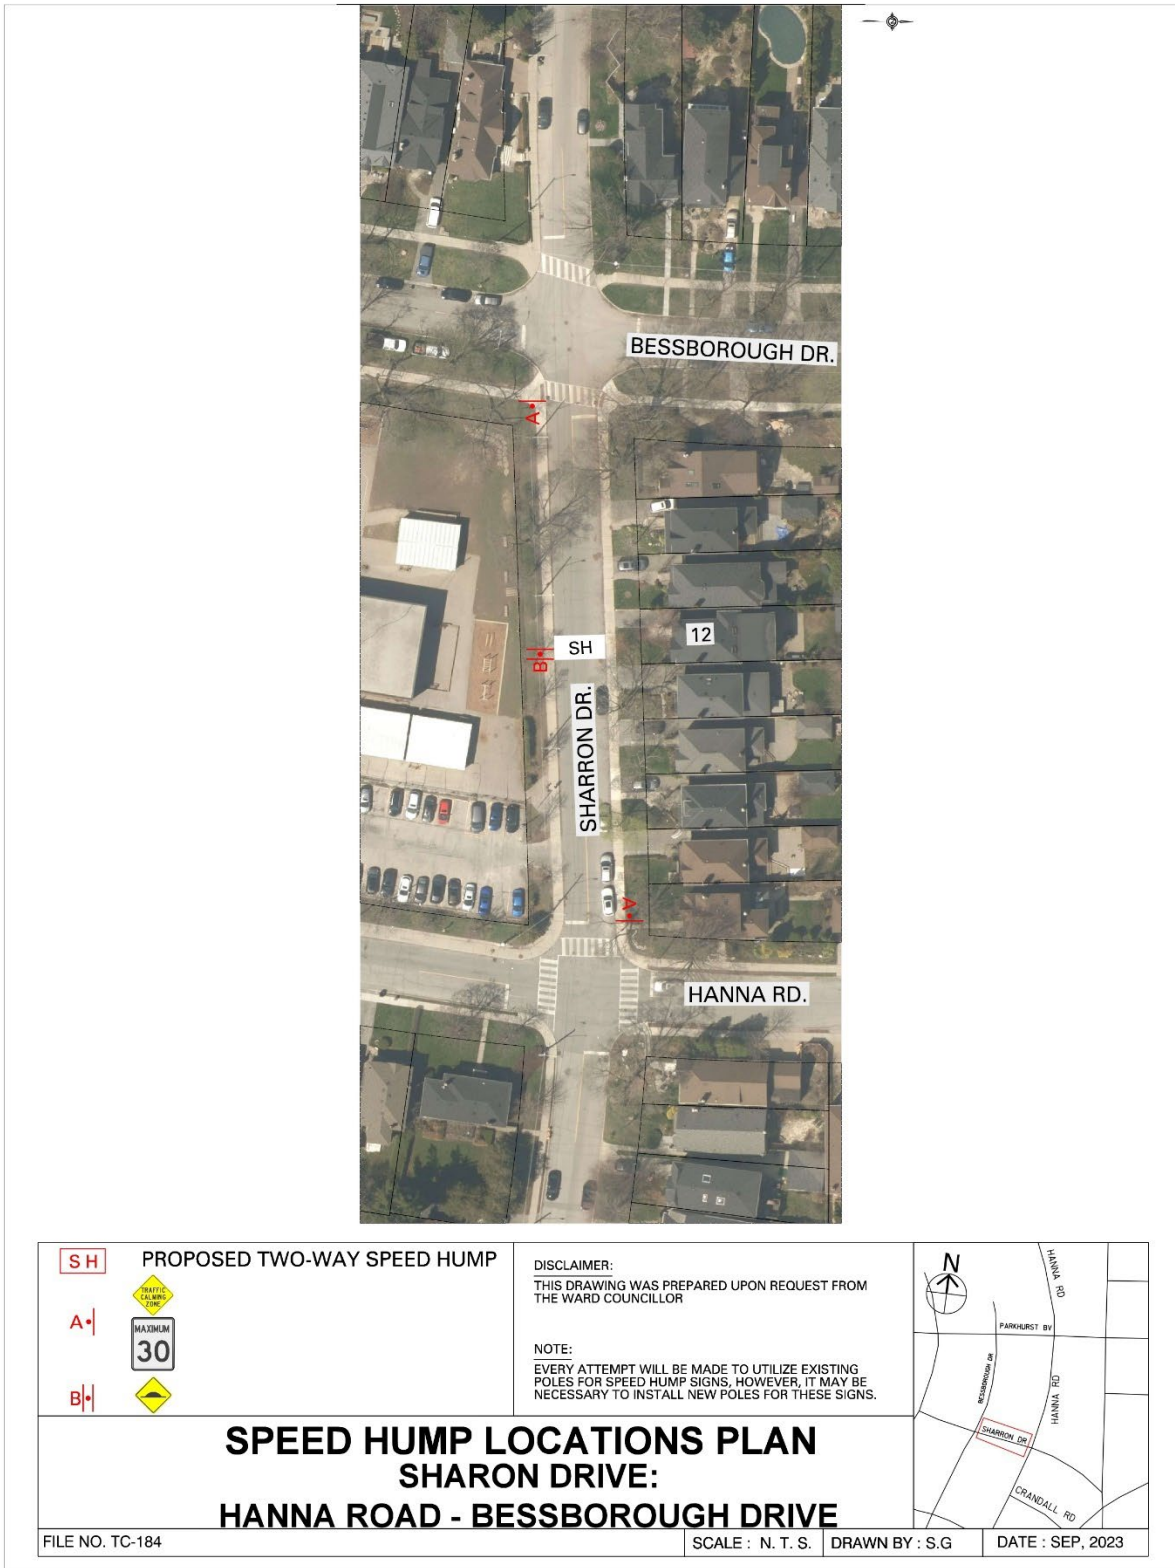 BESSBOROUGH DR.
A
12
SH
B
SHARRON DR.
A
HANNA RD.
SH
PROPOSED TWO-WAY SPEED HUMP
TRAFFIC
CALMING
ZONE
A
MAXIMUM
30
B
DISCLAIMER:
THIS DRAWING WAS PREPARED UPON REQUEST FROM
THE WARD COUNCILLOR
NOTE:
EVERY ATTEMPT WILL BE MADE TO UTILIZE EXISTING
POLES FOR SPEED HUMP SIGNS, HOWEVER, IT MAY BE
NECESSARY TO INSTALL NEW POLES FOR THESE SIGNS.
N
HANNA RD
PARKHURST BV
BESSBOROUGH DR
HANNA RD
SHARRON DR
CRANDALL RD
SPEED HUMP LOCATIONS PLAN
SHARON DRIVE:
HANNA ROAD - BESSBOROUGH DRIVE
FILE NO. TC-184
SCALE : N. T. S.
DRAWN BY : S.G
DATE : SEP, 2023